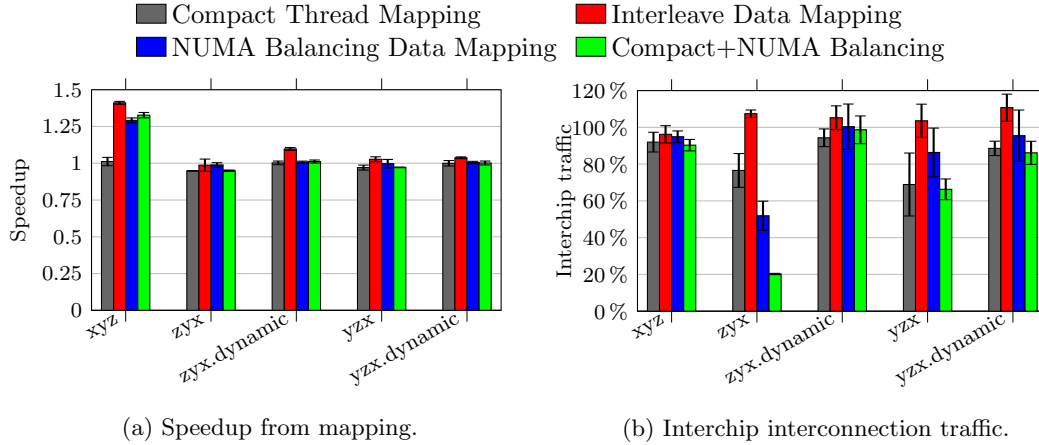 Compact Thread Mapping
Interleave Data Mapping
NUMA Balancing Data Mapping
Compact+NUMA Balancing
1.5
1.25
1
0.75
0.5
0.25
0
Speedup
xyz
zyx
zyx.dynamic
yzx
yzx.dynamic
(a) Speedup from mapping.
120 %
100 %
80 %
60 %
40 %
20 %
0 %
Interchip traffic
xyz
zyx
zyx.dynamic
yzx
yzx.dynamic
(b) Interchip interconnection traffic.